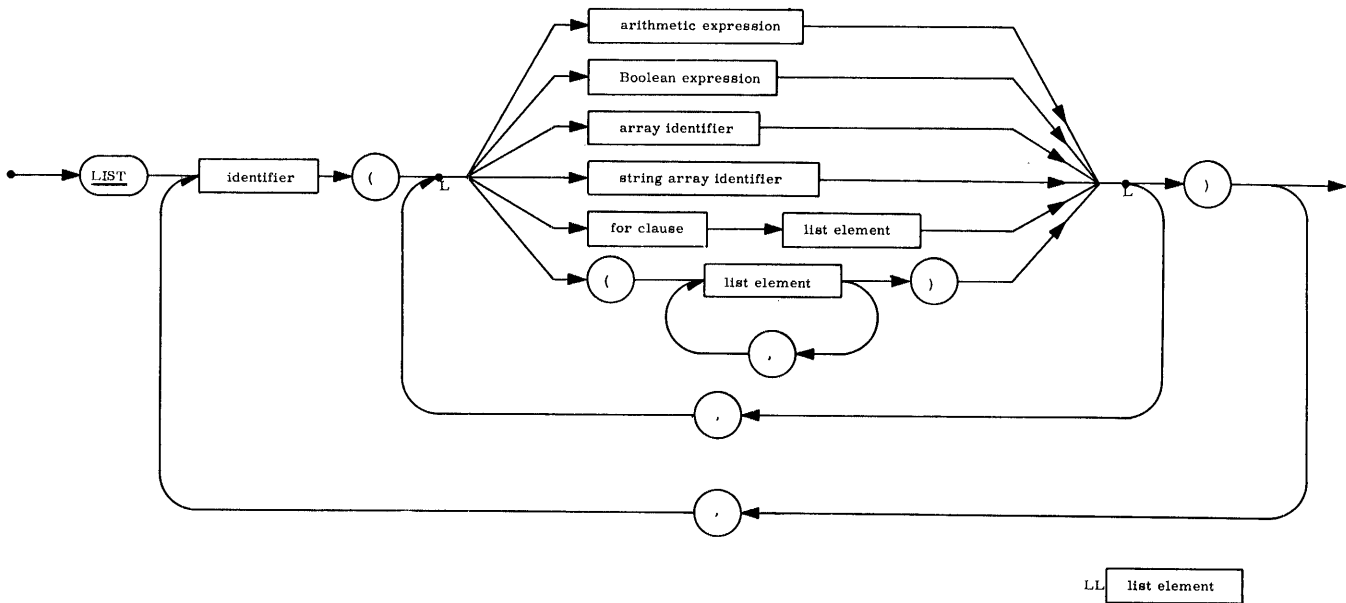 arithmetic expression
Boolean expression
array identifier
LIST
identifier
(
L
string array identifier
L
)
for clause
list element
(
list element
)
,
,
,
LL
list element